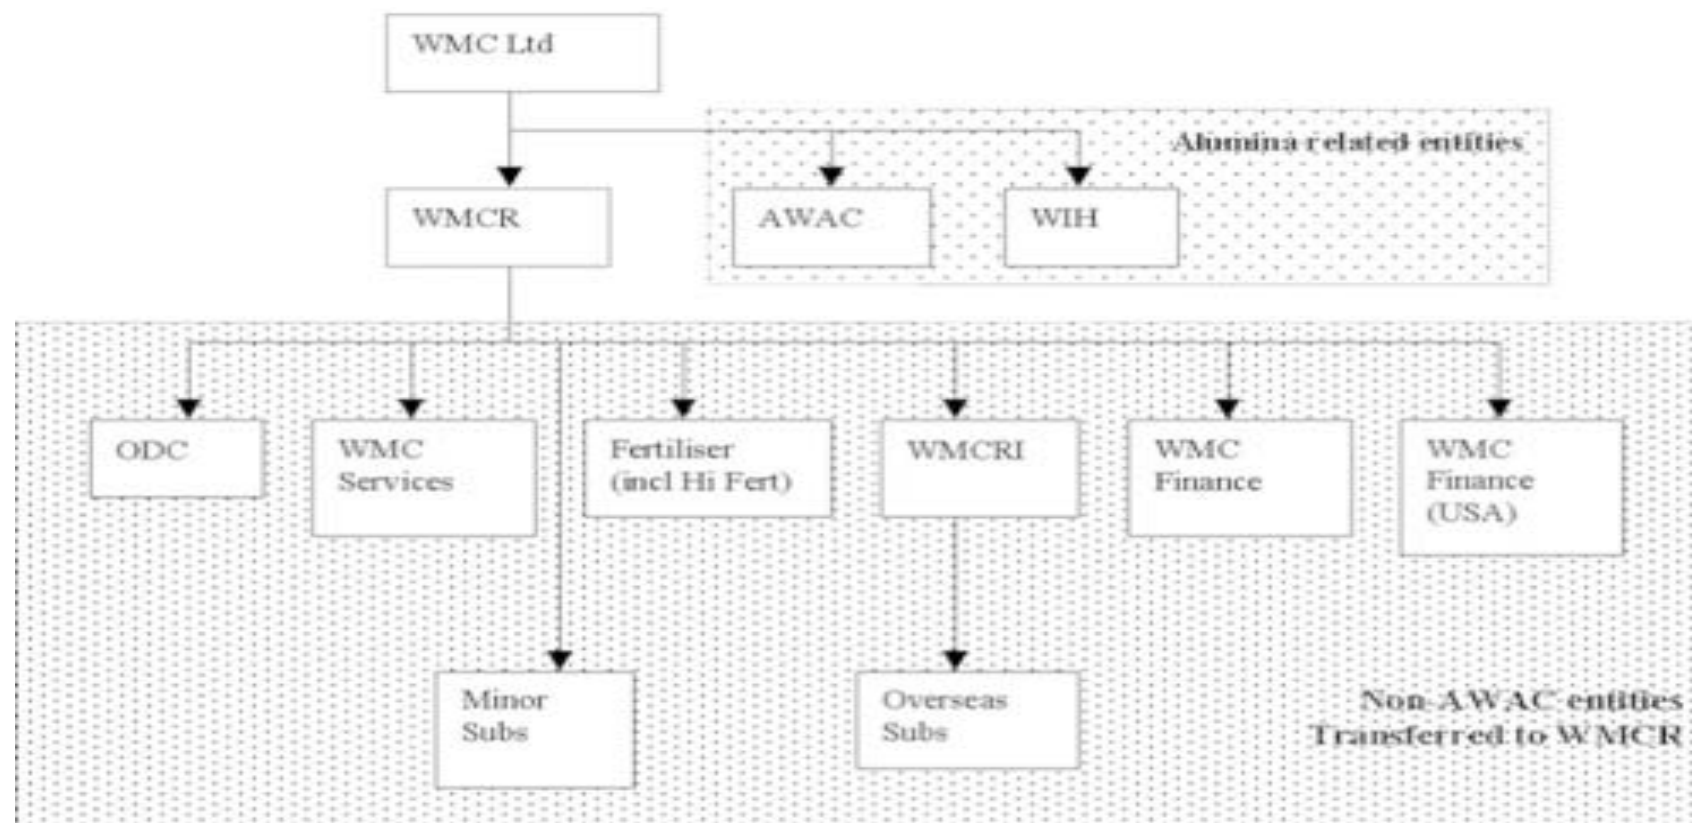 WMC Ltd
Alumina related entities
WMCR
AWAC
WIH
ODC
WMC
Services
Fertiliser
(incl Hi Fert)
WMCRI
WMC
Finance
WMC
Finance
(USA)
Minor
Subs
Overseas
Subs
Non-AWAC entities
Transferred to WMCR